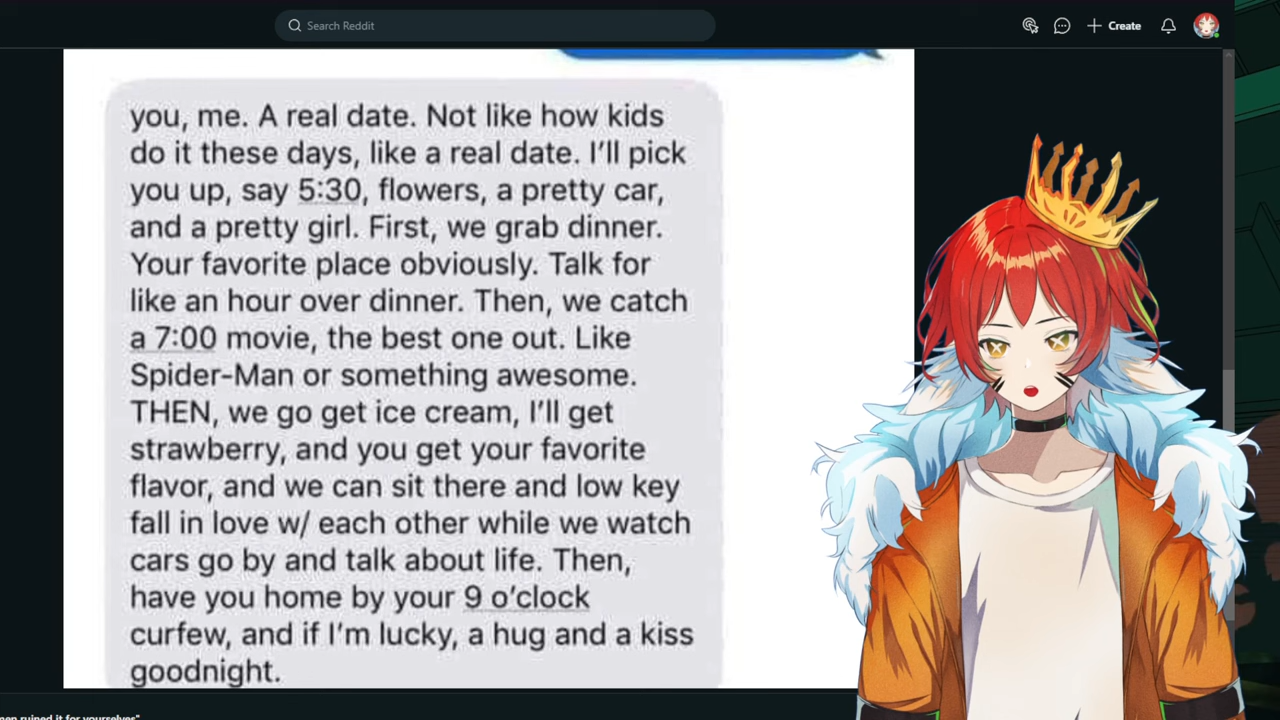 Search Reddit
Create
you, me. A real date. Not like how kids
do it these days, like a real date. I'll pick
you up, say 5:30, flowers, a pretty car,
and a pretty girl. First, we grab dinner.
Your favorite place obviously. Talk for
like an hour over dinner. Then, we catch
a 7:00 movie, the best one out. Like
Spider-Man or something awesome.
THEN, we go get ice cream, I'll get
strawberry, and you get your favorite
flavor, and we can sit there and low key
fall in love w/ each other while we watch
cars go by and talk about life. Then,
have you home by your 9 o'clock
curfew, and if I'm lucky, a hug and a kiss
goodnight.
ruined it for yourselves"